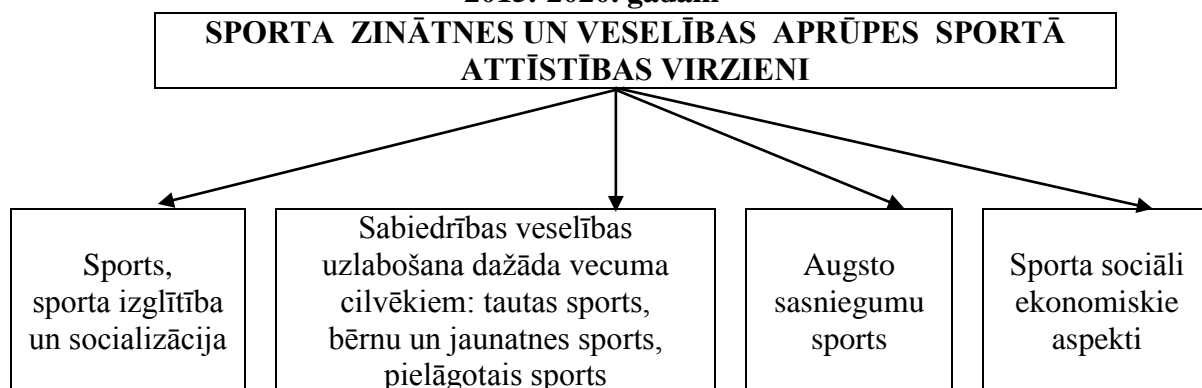 2015.-2020. gadam
SPORTA ZINĀTNES UN VESELĪBAS APRŪPES SPORTĀ
ATTĪSTĪBAS VIRZIENI
Sports,
sporta izglītība
un socializācija
Sabiedrības veselības
uzlabošana dažāda vecuma
cilvēkiem: tautas sports,
bērnu un jaunatnes sports,
pielāgotais sports
Augsto
sasniegumu
sports
Sporta sociāli
ekonomiskie
aspekti